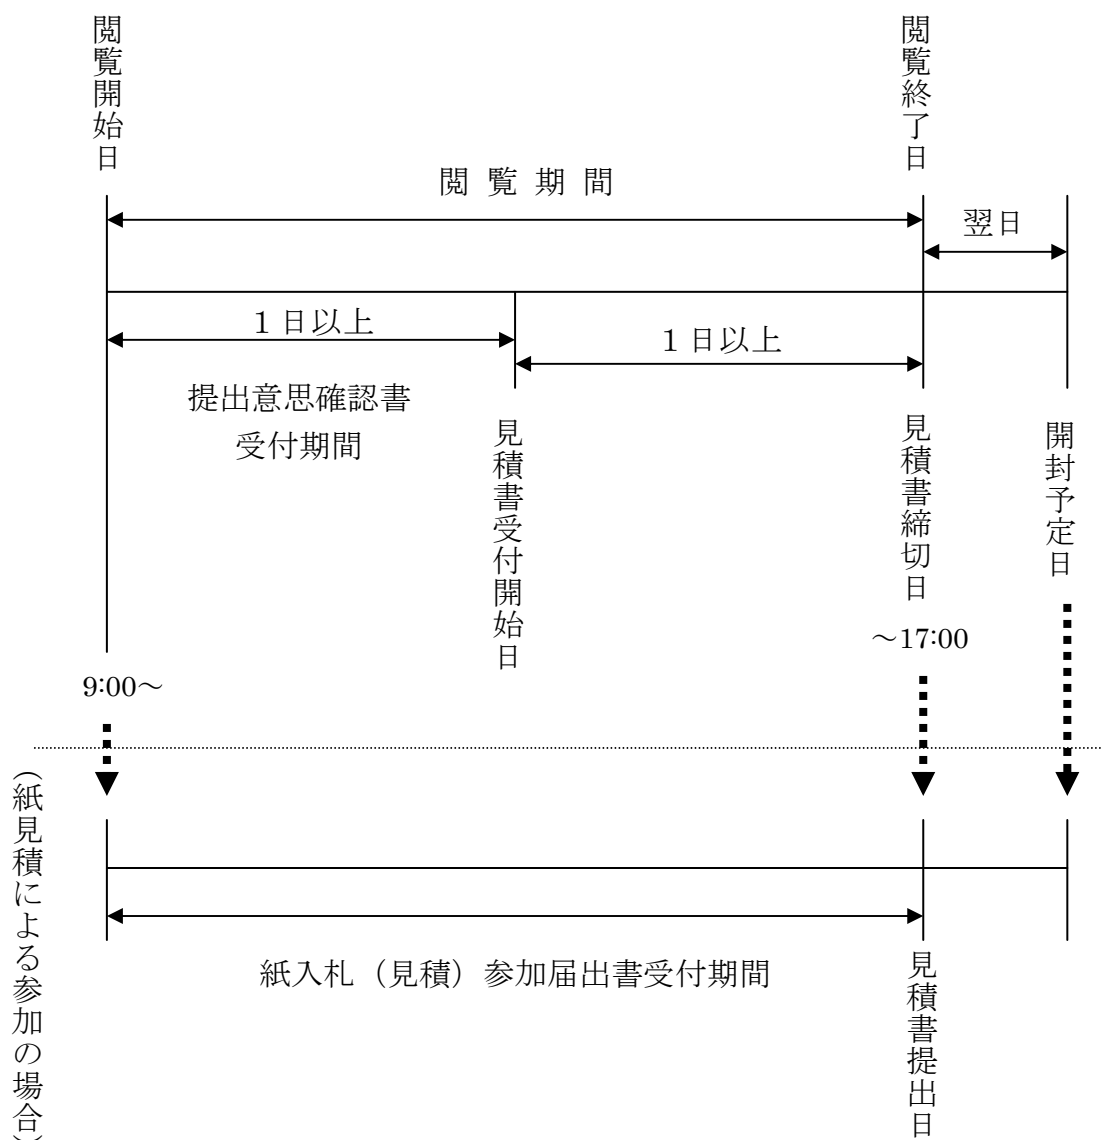 閲覧開始日
閲覧終了日
閲 覧 期 間
翌日
１日以上
１日以上
提出意思確認書
受付期間
見積書受付開始日
見積書締切日
開封予定日
～17:00
9:00～
（紙見積による参加の場合）
紙入札（見積）参加届出書受付期間
見積書提出日